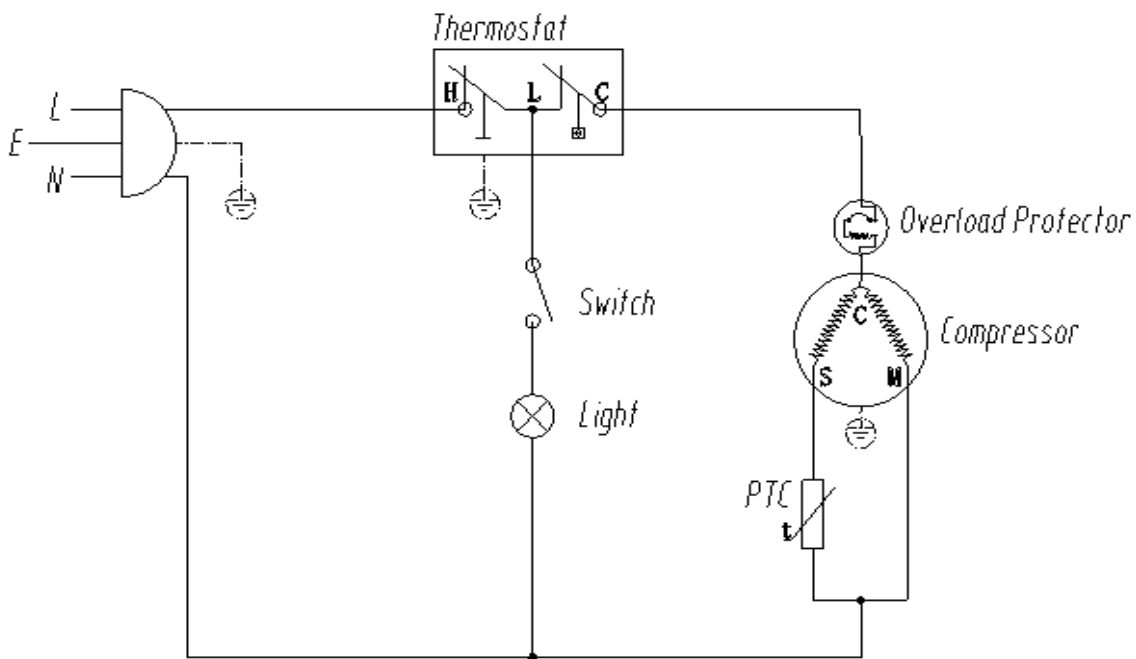 Thermostat
H L C
L
E
N
Overload Protector
Switch
C
Compressor
S M
Light
PTC
t